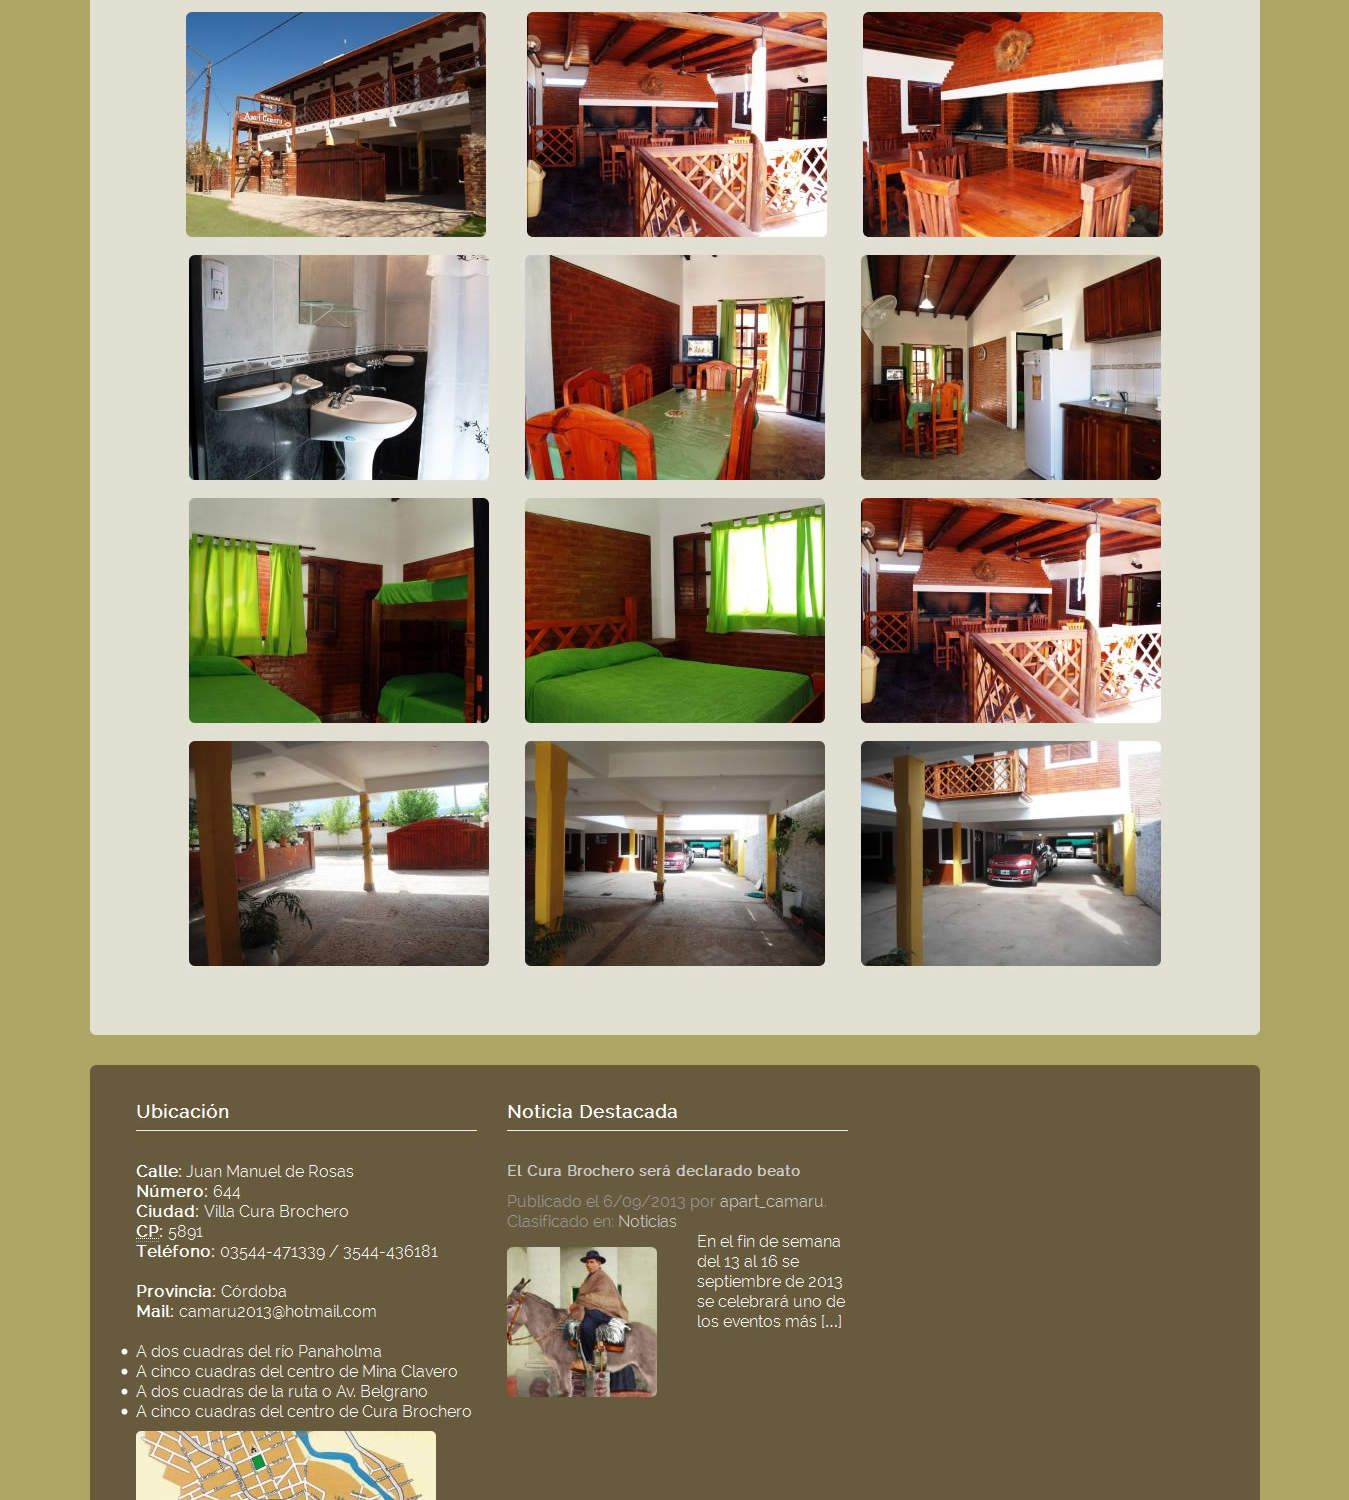 Apart Camaru
Ubicación
Calle: Juan Manuel de Rosas
Número: 644
Ciudad: Villa Cura Brochero
CP: 5891
Teléfono: 03544-471339 / 3544-436181
Provincia: Córdoba
Mail: camaru2013@hotmail.com
A dos cuadras del río Panaholma
A cinco cuadras del centro de Mina Clavero
A dos cuadras de la ruta o Av. Belgrano
A cinco cuadras del centro de Cura Brochero
Noticia Destacada
El Cura Brochero será declarado beato
Publicado el 6/09/2013 por apart_camaru.
Clasificado en: Noticias
En el fin de semana
del 13 al 16 se
septiembre de 2013
se celebrará uno de
los eventos más [...]